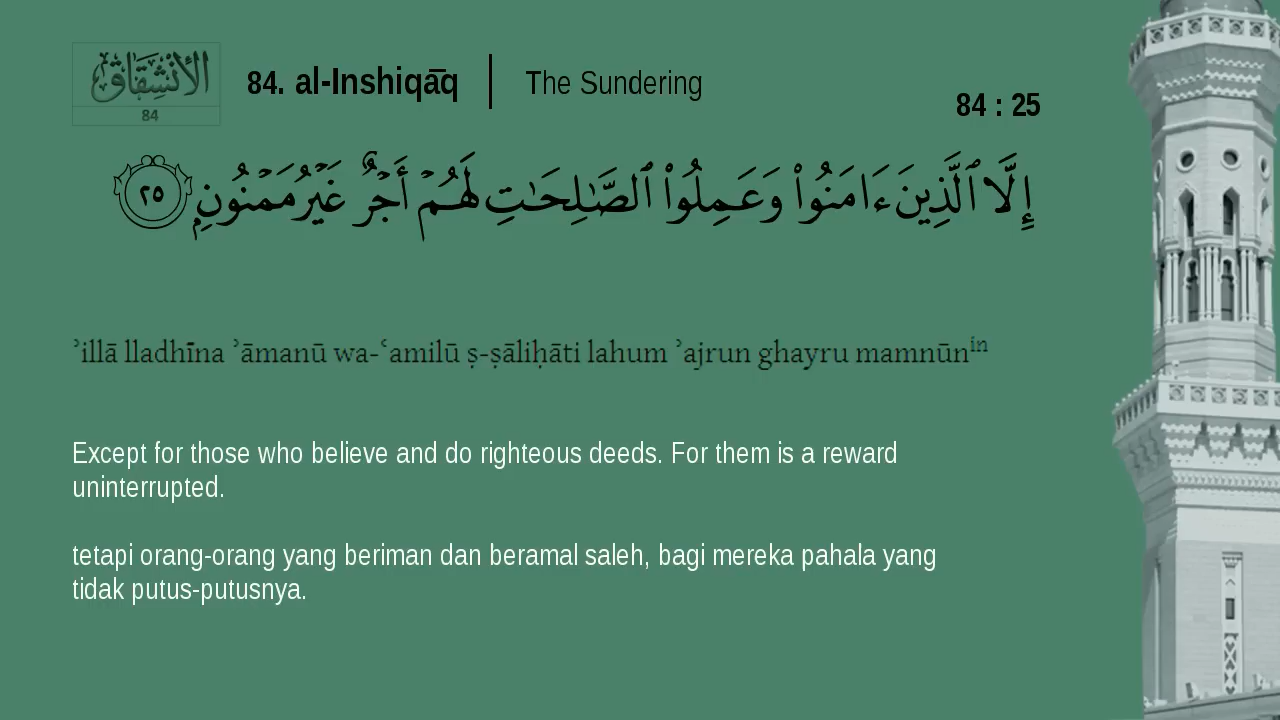 الانشقاق
84
84. al-Inshiqāq | The Sundering
84 : 25
إِلَّا ٱلَّذِينَ ءَامَنُوا۟ وَعَمِلُوا۟ ٱلصَّـٰلِحَـٰتِ لَهُمْ أَجْرٌ غَيْرُ مَمْنُونٍۭ ٢٥
ʾillā lladhīna ʾāmanū wa-ʿamilū ṣ-ṣāliḥāti lahum ʾajrun ghayru mamnūnⁱⁿ
Except for those who believe and do righteous deeds. For them is a reward
uninterrupted.
tetapi orang-orang yang beriman dan beramal saleh, bagi mereka pahala yang
tidak putus-putusnya.